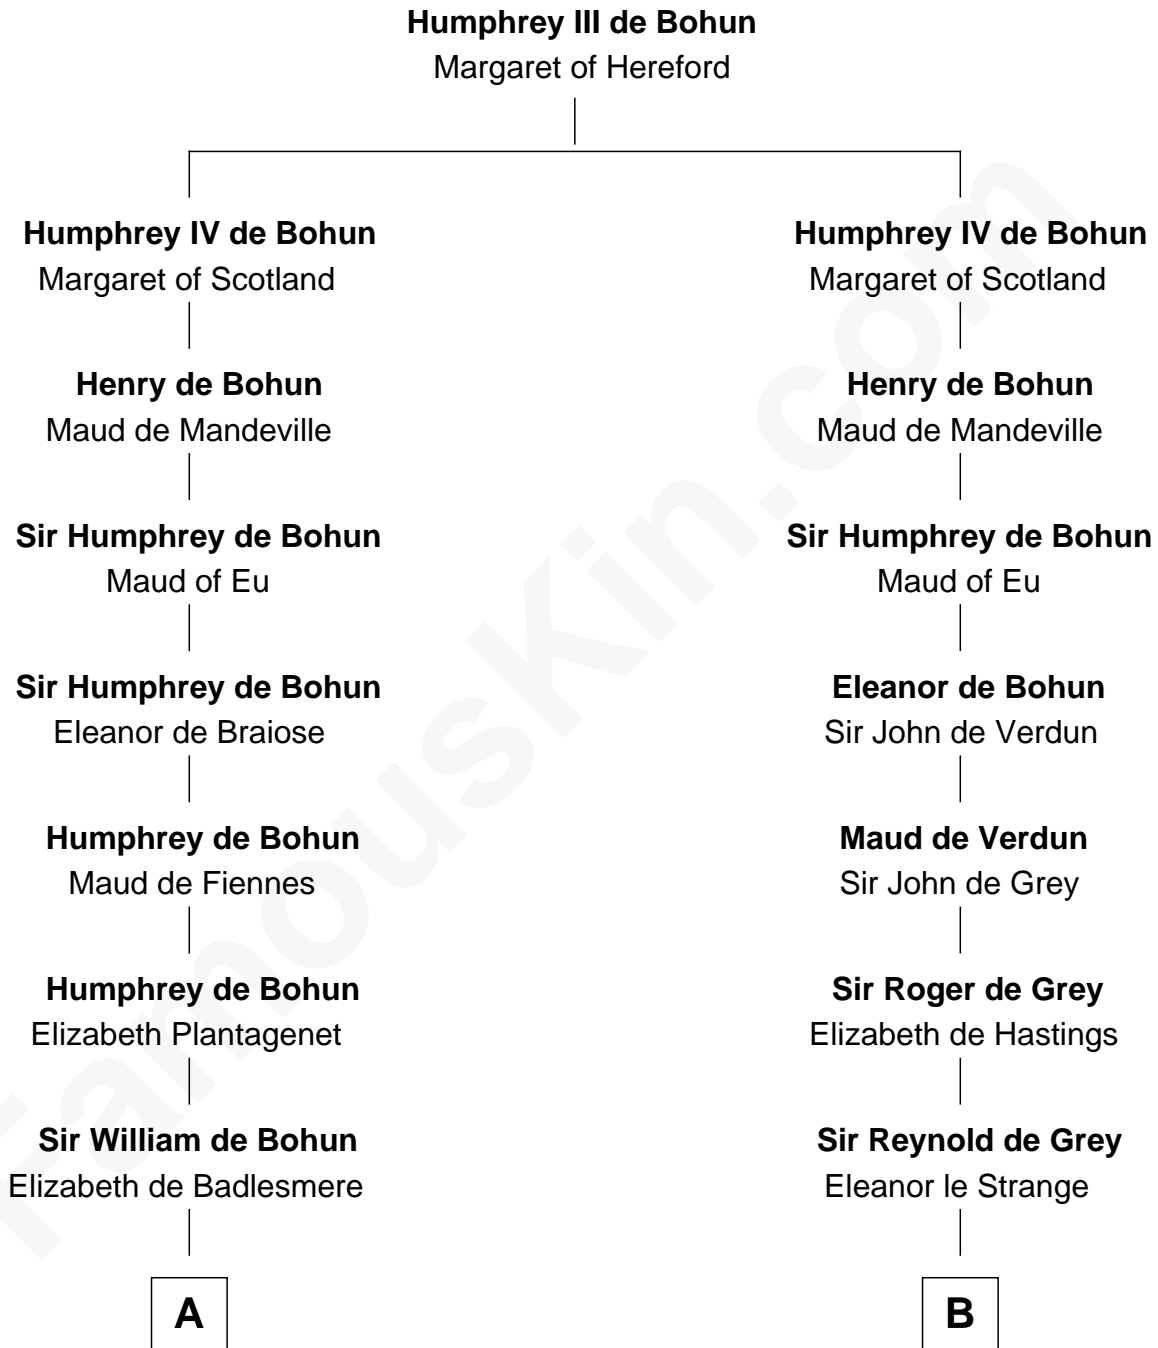 Humphrey III de Bohun
Margaret of Hereford
Humphrey IV de Bohun
Margaret of Scotland
Humphrey IV de Bohun
Margaret of Scotland
Henry de Bohun
Maud de Mandeville
Henry de Bohun
Maud de Mandeville
Sir Humphrey de Bohun
Maud of Eu
Sir Humphrey de Bohun
Maud of Eu
Sir Humphrey de Bohun
Eleanor de Braiose
Eleanor de Bohun
Sir John de Verdun
Humphrey de Bohun
Maud de Fiennes
Maud de Verdun
Sir John de Grey
Humphrey de Bohun
Elizabeth Plantagenet
Sir Roger de Grey
Elizabeth de Hastings
Sir William de Bohun
Elizabeth de Badlesmere
Sir Reynold de Grey
Eleanor le Strange
A
B
FamousKin.com